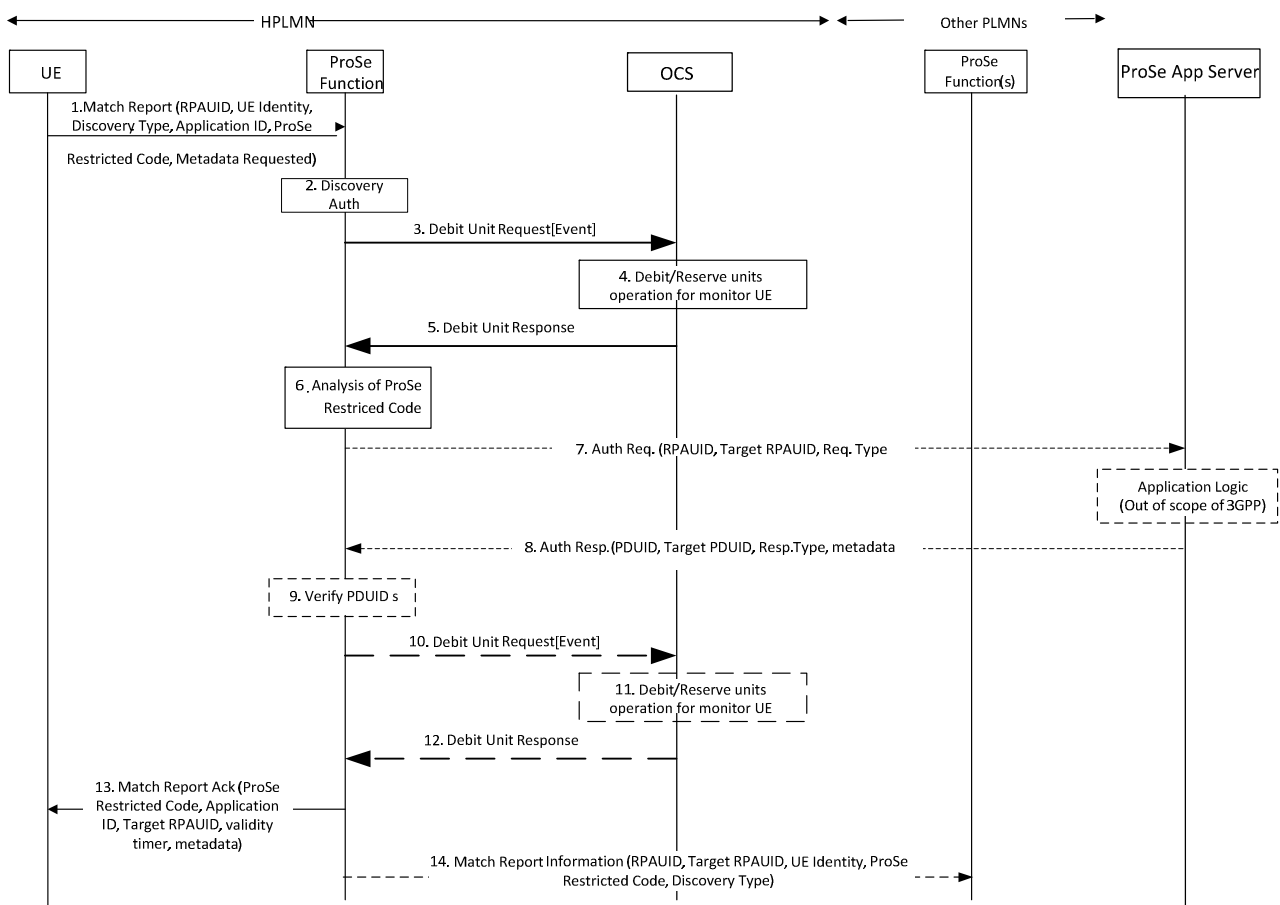 HPLMN
Other PLMNs
UE
ProSe
Function
OCS
ProSe
Function(s)
ProSe App Server
1.Match Report (RPAUID, UE Identity,
Discovery Type, Application ID, ProSe
Restricted Code, Metadata Requested)
2. Discovery
Auth
3. Debit Unit Request[Event]
4. Debit/Reserve units
operation for monitor UE
5. Debit Unit Response
6. Analysis of ProSe
Restriced Code
7. Auth Req. (RPAUID, Target RPAUID, Req. Type
Application Logic
(Out of scope of 3GPP)
8. Auth Resp.(PDUID, Target PDUID, Resp.Type, metadata
9. Verify PDUID s
10. Debit Unit Request[Event]
11. Debit/Reserve units
operation for monitor UE
12. Debit Unit Response
13. Match Report Ack (ProSe
Restricted Code, Application
ID, Target RPAUID, validity
timer, metadata)
14. Match Report Information (RPAUID, Target RPAUID, UE Identity, ProSe
Restricted Code, Discovery Type)